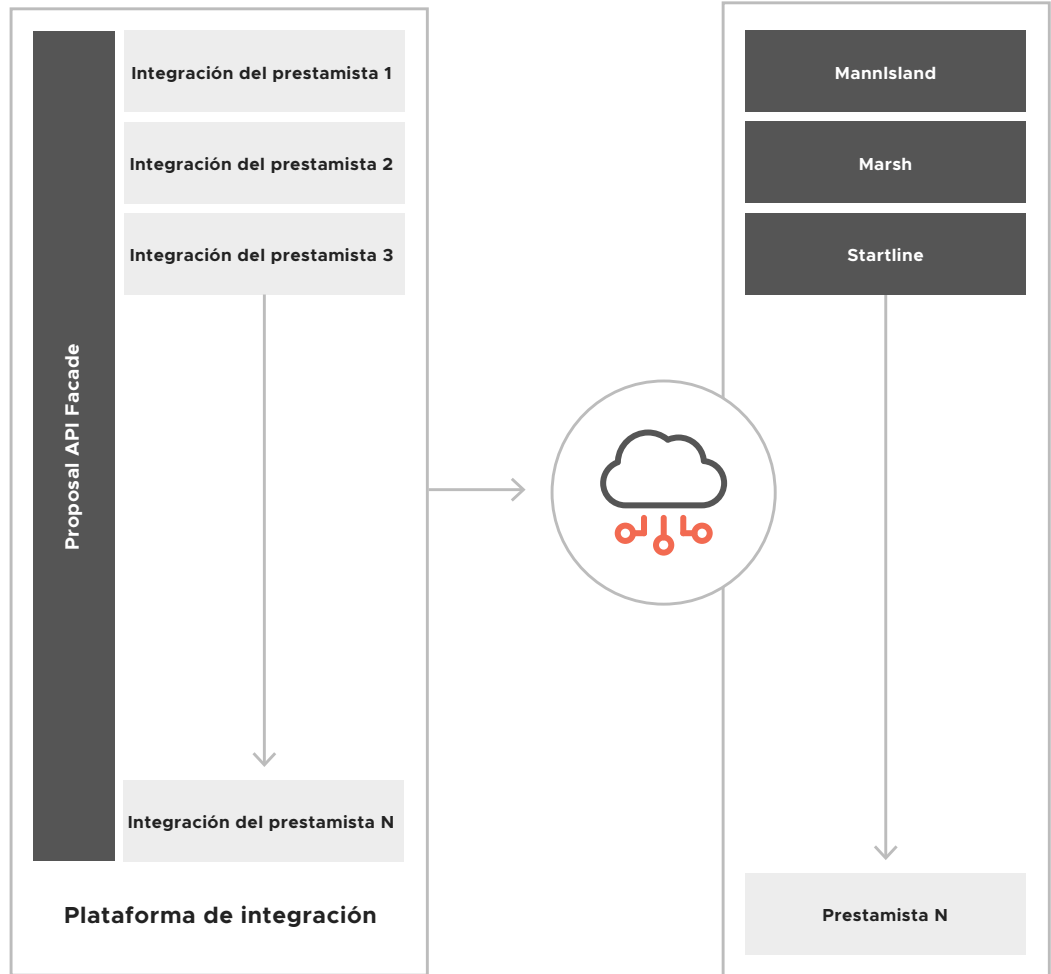 Proposal API Facade
Integración del prestamista 1
Integración del prestamista 2
Integración del prestamista 3
Integración del prestamista N
Plataforma de integración
MannIsland
Marsh
Startline
Prestamista N